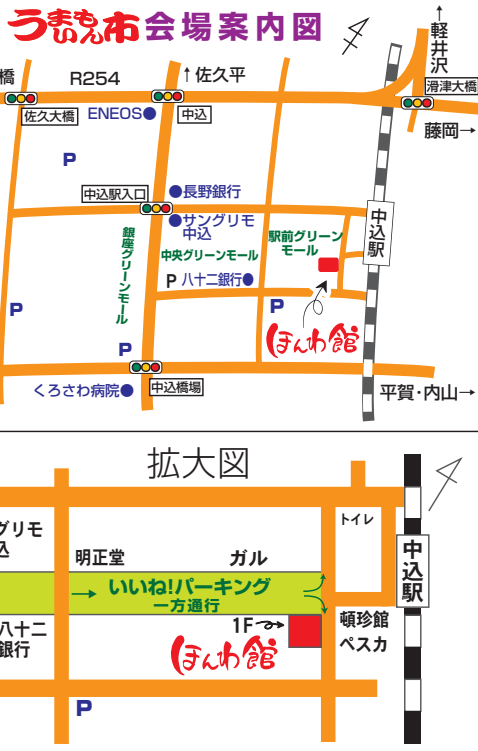 うまいもん市会場案内図
↑軽井沢
橋
R254
↑佐久平
滑津大橋
佐久大橋
ENEOS
中込
藤岡→
P
中込駅入口
長野銀行
サングリモ
中込
中込駅
銀座グリーンモール
中央グリーンモール
駅前グリーン
モール
P 八十二銀行
P
P
ほんわ館
P
くろさわ病院
中込橋場
平賀・内山→
拡大図
トイレ
グリモ
込
明正堂
ガル
中込駅
→ いいね!パーキング
一方通行
八十二
銀行
1F
頓珍館
ペスカ
ほんわ館
P